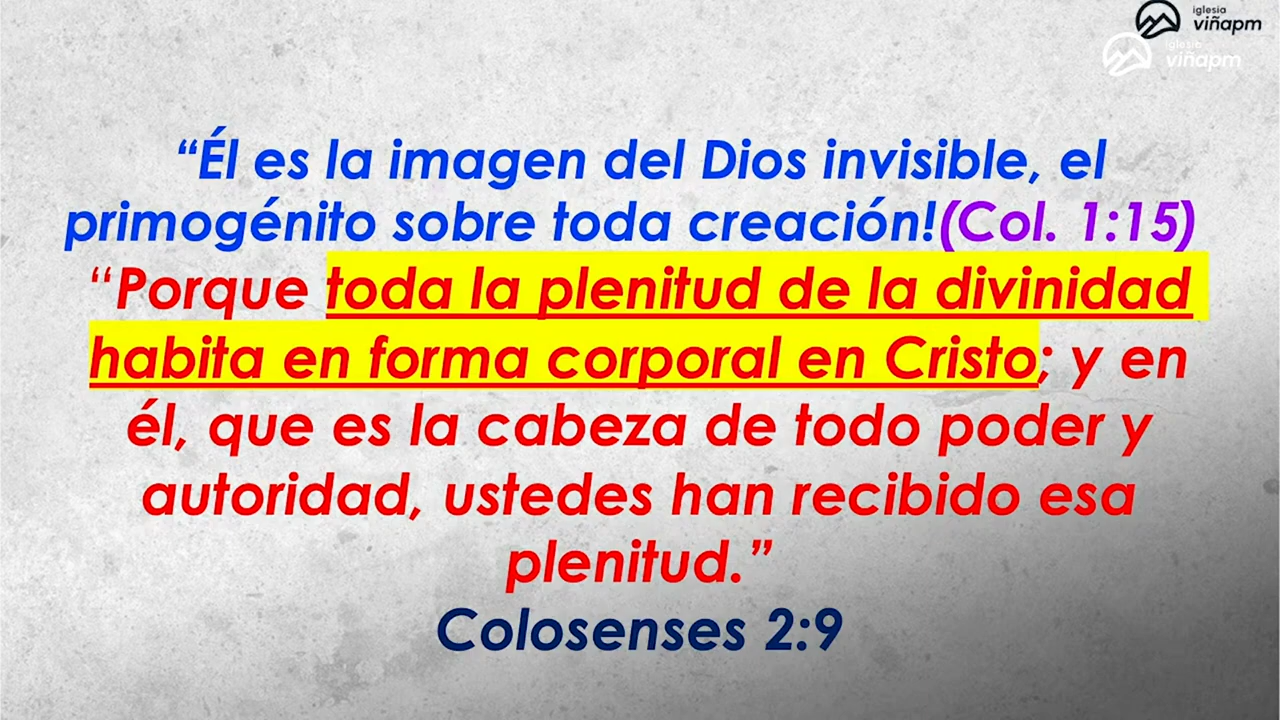 iglesia
viñapm
iglesia
viñapm
“Él es la imagen del Dios invisible, el
primogénito sobre toda creación!(Col. 1:15)
“Porque toda la plenitud de la divinidad
habita en forma corporal en Cristo; y en
él, que es la cabeza de todo poder y
autoridad, ustedes han recibido esa
plenitud.”
Colosenses 2:9